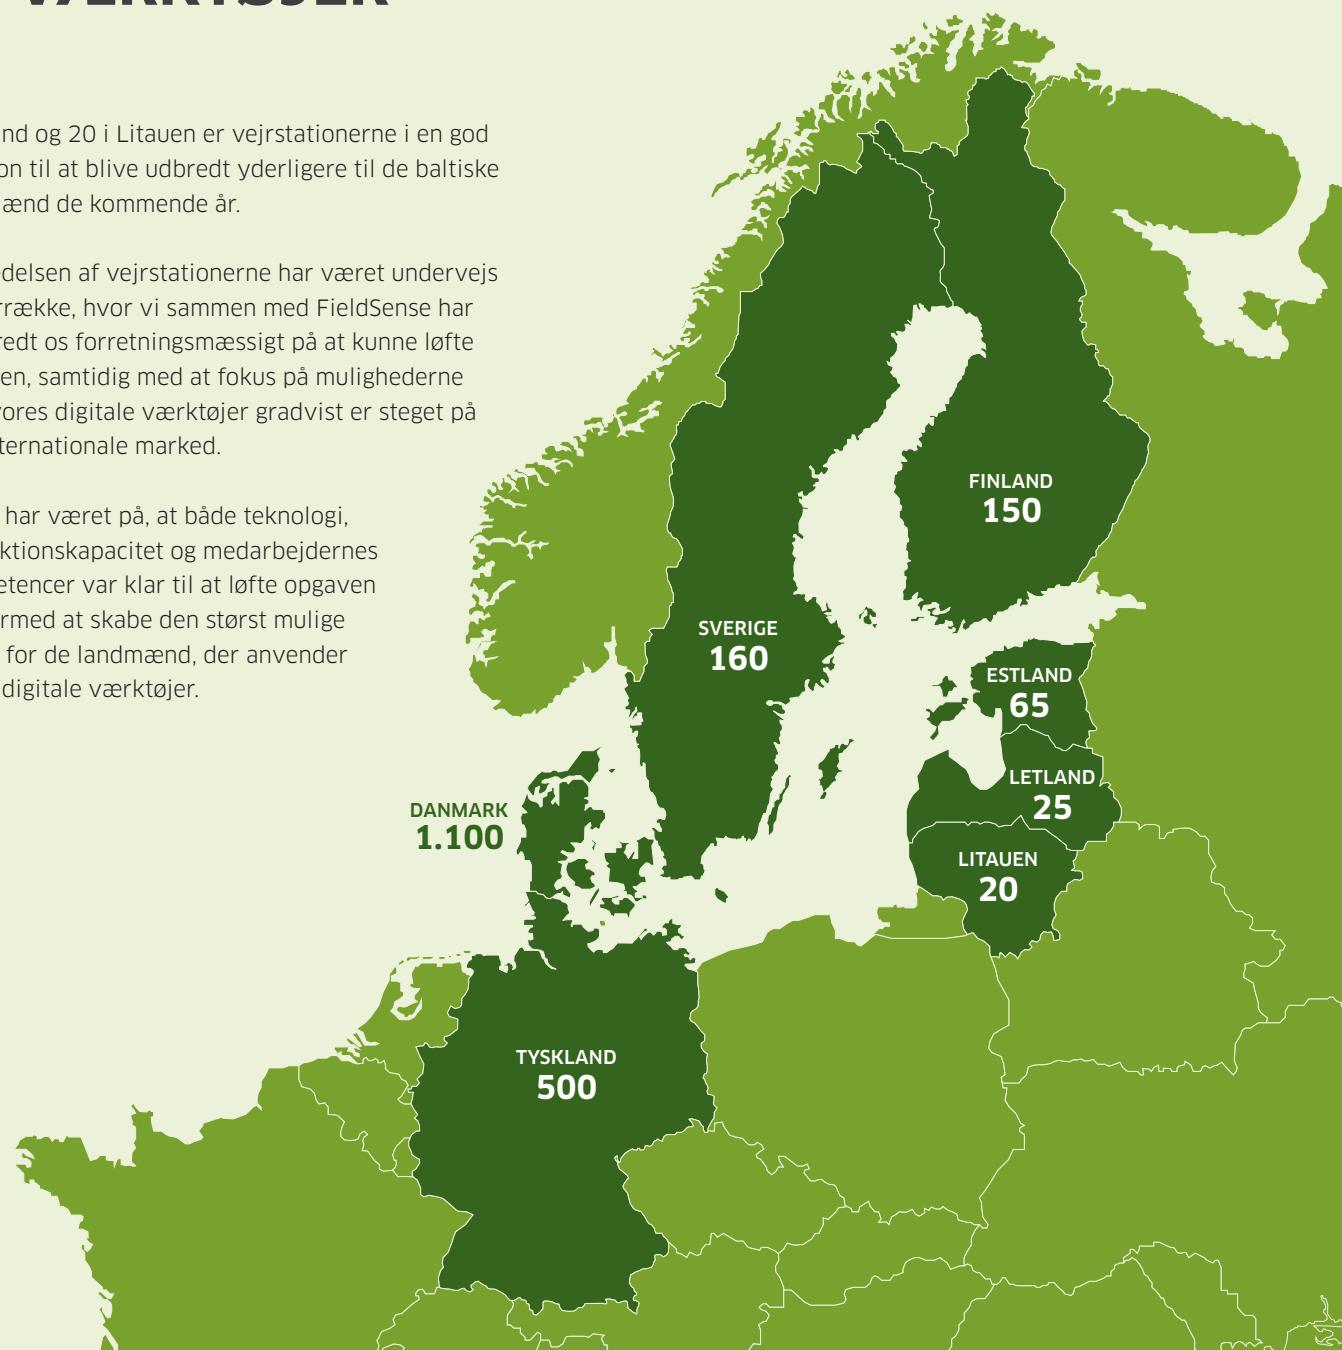 VÆRKTØJER
nd og 20 i Litauen er vejrstationerne i en god
on til at blive udbredt yderligere til de baltiske
ænd de kommende år.
delsen af vejrstationerne har været undervejs
rrække, hvor vi sammen med FieldSense har
redt os forretningsmæssigt på at kunne løfte
en, samtidig med at fokus på mulighederne
vores digitale værktøjer gradvist er steget på
ternationale marked.
har været på, at både teknologi,
ktionskapacitet og medarbejdernes
etencer var klar til at løfte opgaven
rmed at skabe den størst mulige
for de landmænd, der anvender
digitale værktøjer.
FINLAND
150
SVERIGE
160
ESTLAND
65
LETLAND
25
DANMARK
1.100
LITAUEN
20
TYSKLAND
500